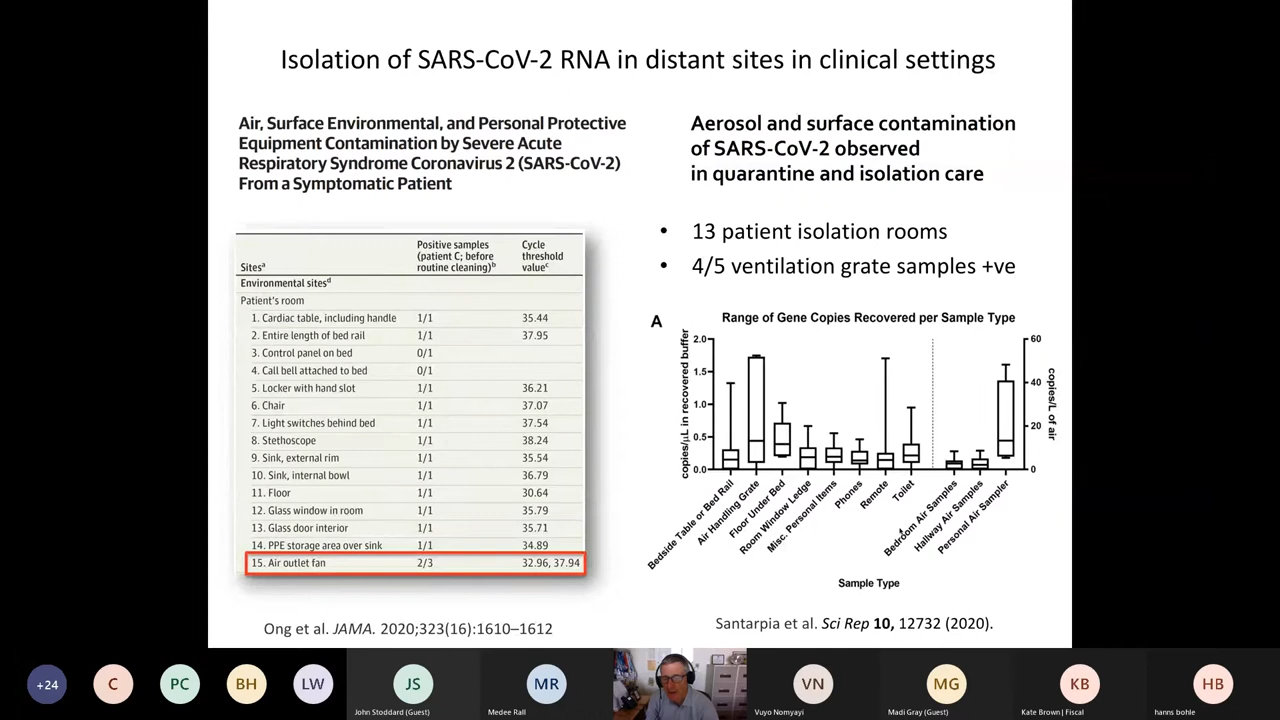 Isolation of SARS-CoV-2 RNA in distant sites in clinical settings
Air, Surface Environmental, and Personal Protective
Equipment Contamination by Severe Acute
Respiratory Syndrome Coronavirus 2 (SARS-CoV-2)
From a Symptomatic Patient
Sitesª Positive samples (patient C; before routine cleaning)ᵇ Cycle threshold valueᶜ
Environmental sitesᵈ
Patient's room
1. Cardiac table, including handle 1/1 35.44
2. Entire length of bed rail 1/1 37.95
3. Control panel on bed 0/1
4. Call bell attached to bed 0/1
5. Locker with hand slot 1/1 36.21
6. Chair 1/1 37.07
7. Light switches behind bed 1/1 37.54
8. Stethoscope 1/1 38.24
9. Sink, external rim 1/1 35.54
10. Sink, internal bowl 1/1 36.79
11. Floor 1/1 30.64
12. Glass window in room 1/1 35.79
13. Glass door interior 1/1 35.71
14. PPE storage area over sink 1/1 34.89
15. Air outlet fan 2/3 32.96, 37.94
Ong et al. JAMA. 2020;323(16):1610–1612
Aerosol and surface contamination
of SARS-CoV-2 observed
in quarantine and isolation care
• 13 patient isolation rooms
• 4/5 ventilation grate samples +ve
A
Range of Gene Copies Recovered per Sample Type
copies/μL in recovered buffer
2.0
1.5
1.0
0.5
0.0
60
40
20
0
copies/L of air
Bedside Table or Bed Rail
Air Handling Grate
Floor Under Bed
Room Window Ledge
Misc. Personal Items
Phones
Remote
Toilet
Bedroom Air Samples
Hallway Air Samples
Personal Air Sampler
Sample Type
Santarpia et al. Sci Rep 10, 12732 (2020).
+24
C
PC
BH
LW
JS
John Stoddard (Guest)
MR
Medee Rall
VN
Vuyo Nomyayi
MG
Madi Gray (Guest)
KB
Kate Brown | Fiscal
HB
hanns bohle